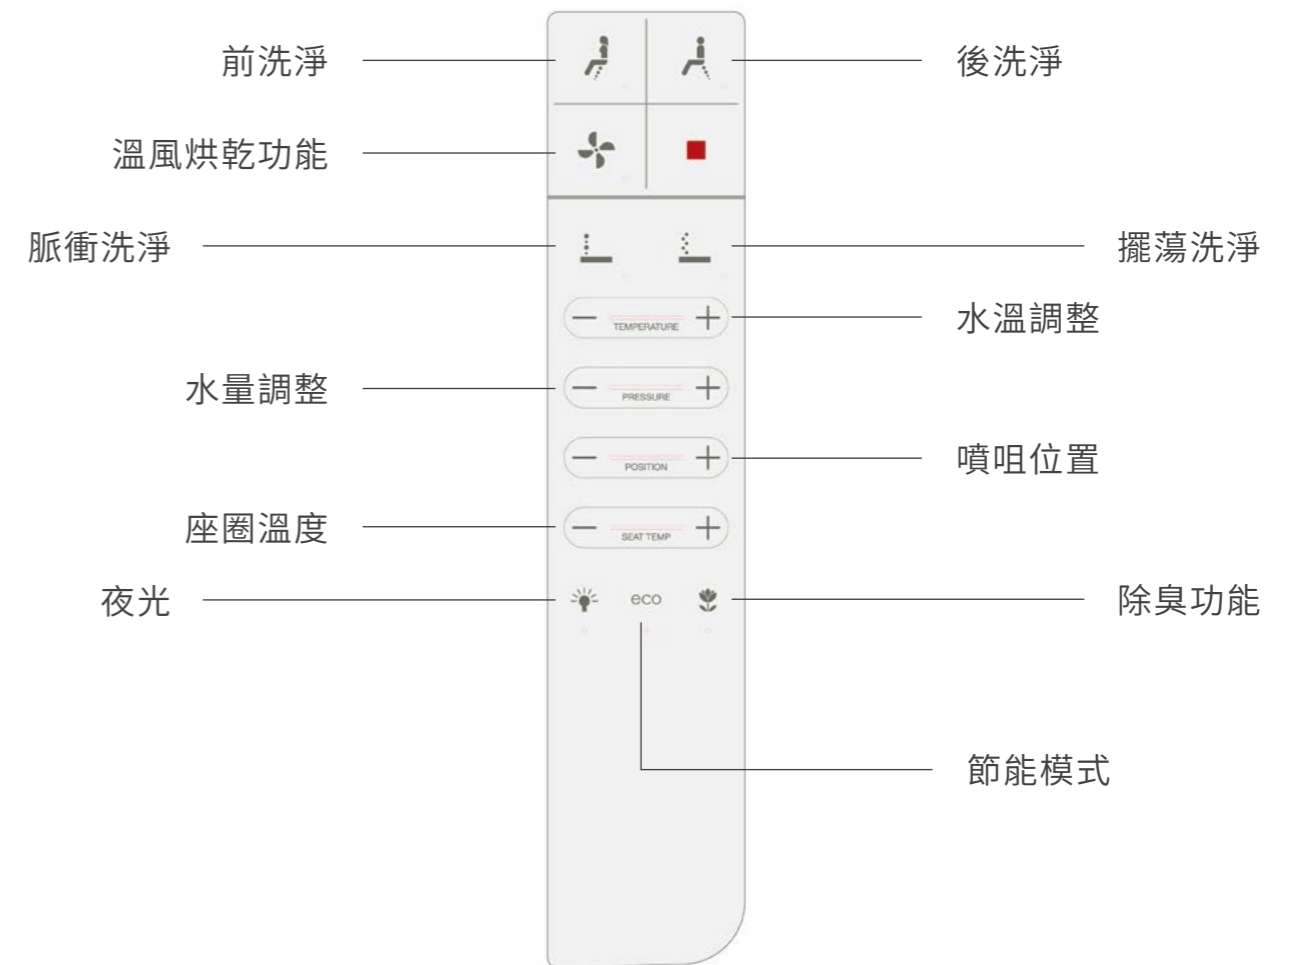 前洗淨
後洗淨
溫風烘乾功能
脈衝洗淨
擺蕩洗淨
TEMPERATURE
水溫調整
水量調整
PRESSURE
POSITION
噴咀位置
座圈溫度
SEAT TEMP
夜光
eco
除臭功能
節能模式